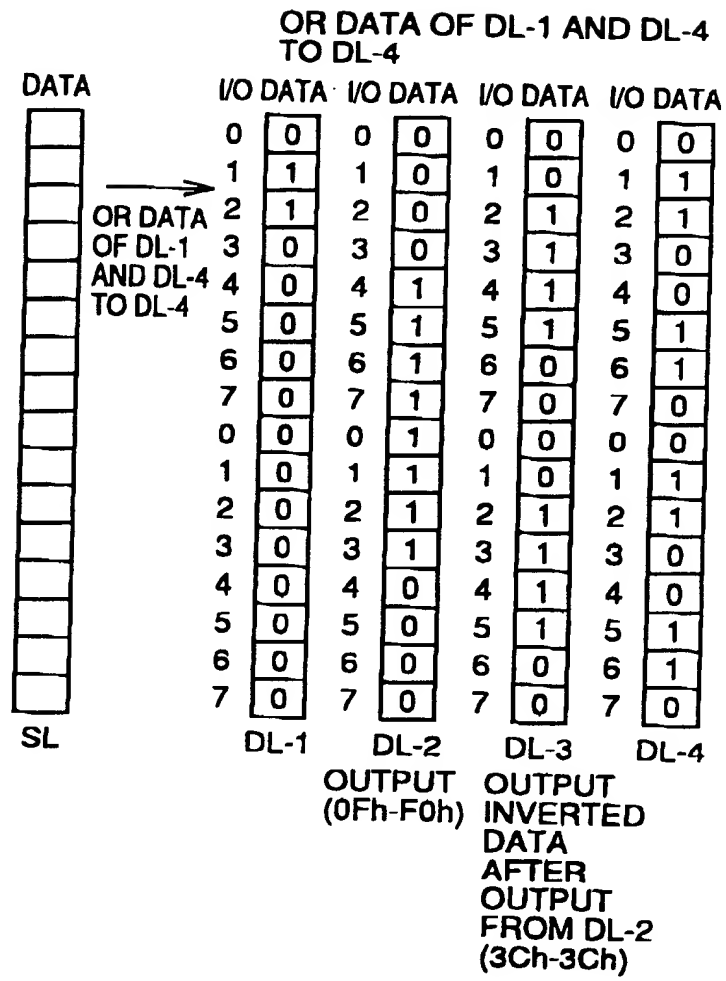 OR DATA OF DL-1 AND DL-4
TO DL-4
DATA I/O DATA I/O DATA I/O DATA I/O DATA
0 0 0 0 0 0 0 0
1 1 1 0 1 0 1 1
2 1 2 0 2 1 2 1
3 0 3 0 3 1 3 0
4 0 4 1 4 1 4 0
5 0 5 1 5 1 5 1
6 0 6 1 6 0 6 1
7 0 7 1 7 0 7 0
0 0 0 1 0 0 0 0
1 0 1 1 1 0 1 1
2 0 2 1 2 1 2 1
3 0 3 1 3 1 3 0
4 0 4 0 4 1 4 0
5 0 5 0 5 1 5 1
6 0 6 0 6 0 6 1
7 0 7 0 7 0 7 0
OR DATA
OF DL-1
AND DL-4
TO DL-4
SL DL-1 DL-2 DL-3 DL-4
OUTPUT
(0Fh-F0h)
OUTPUT
INVERTED
DATA
AFTER
OUTPUT
FROM DL-2
(3Ch-3Ch)